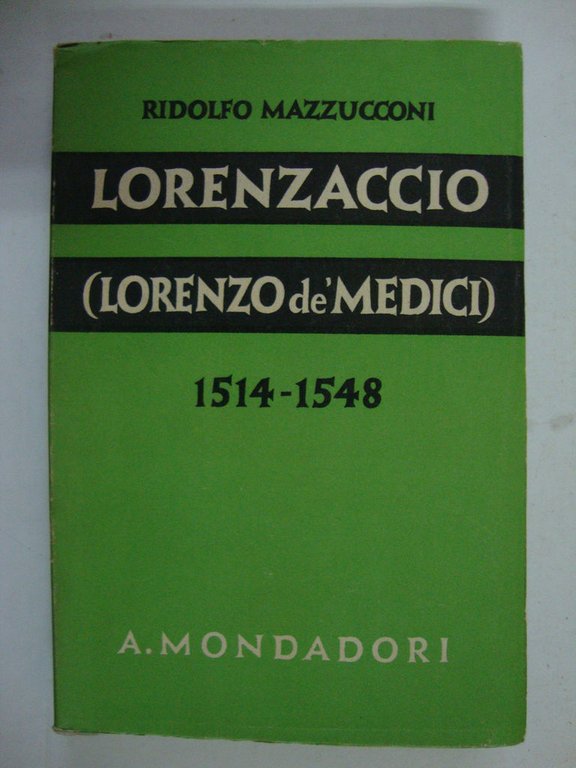 RIDOLFO MAZZUCCONI
LORENZACCIO
(LORENZO de' MEDICI)
1514-1548
A. MONDADORI